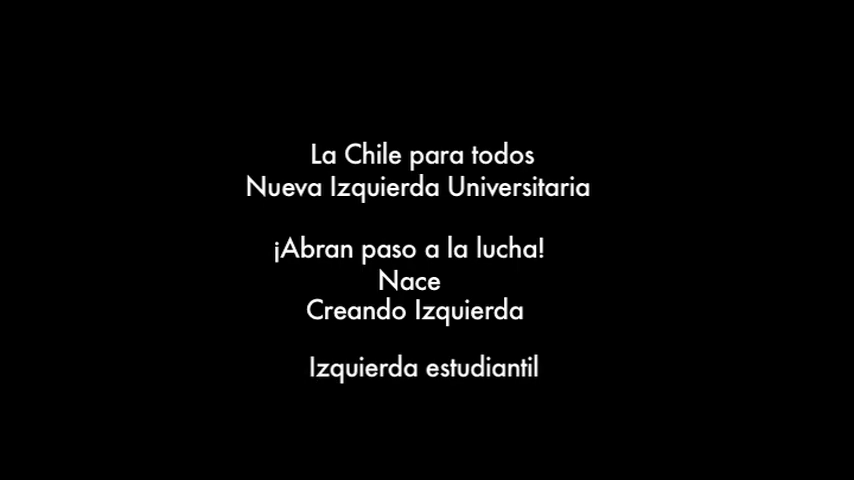 La Chile para todos
Nueva Izquierda Universitaria
¡Abran paso a la lucha!
Nace
Creando Izquierda
Izquierda estudiantil